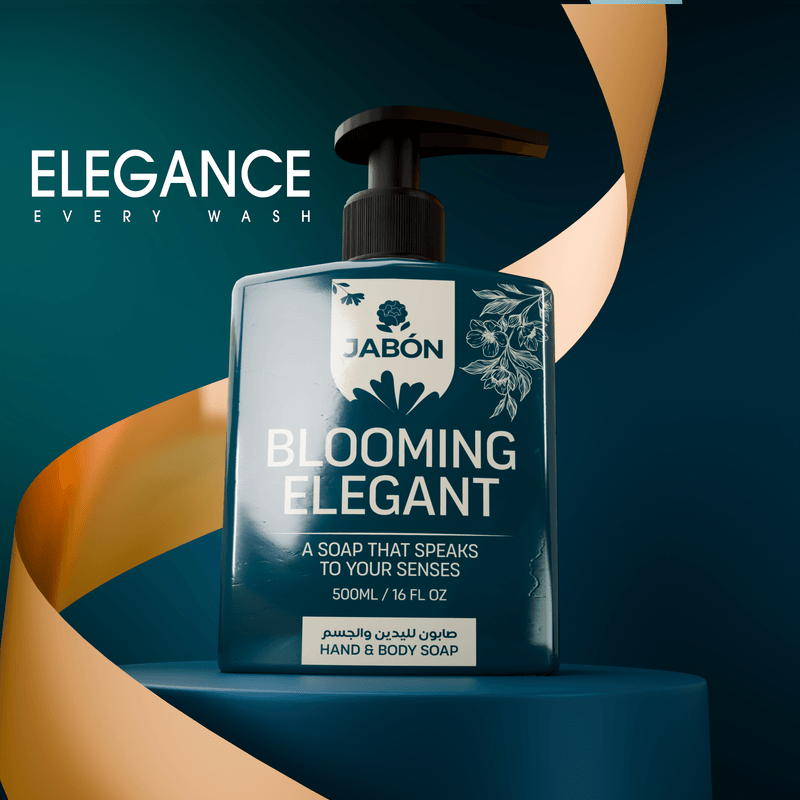 ELEGANCE
EVERY WASH
JABÓN
BLOOMING
ELEGANT
A SOAP THAT SPEAKS
TO YOUR SENSES
500ML / 16 FL OZ
صابون لليدين والجسم
HAND & BODY SOAP